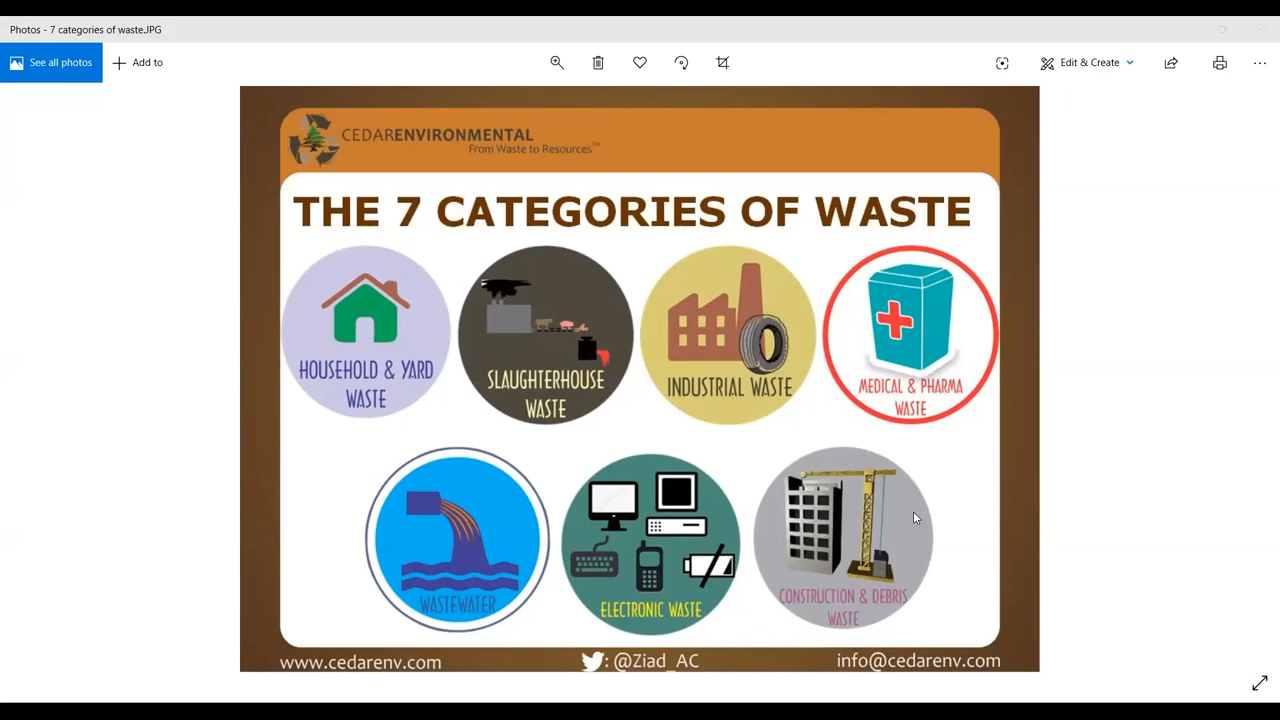 Photos - 7 categories of waste.JPG
See all photos
Add to
Edit & Create
CEDARENVIRONMENTAL
From Waste to Resources™
THE 7 CATEGORIES OF WASTE
HOUSEHOLD & YARD
WASTE
SLAUGHTERHOUSE
WASTE
INDUSTRIAL WASTE
MEDICAL & PHARMA
WASTE
WASTEWATER
ELECTRONIC WASTE
CONSTRUCTION & DEBRIS
WASTE
www.cedarenv.com
: @Ziad_AC
info@cedarenv.com